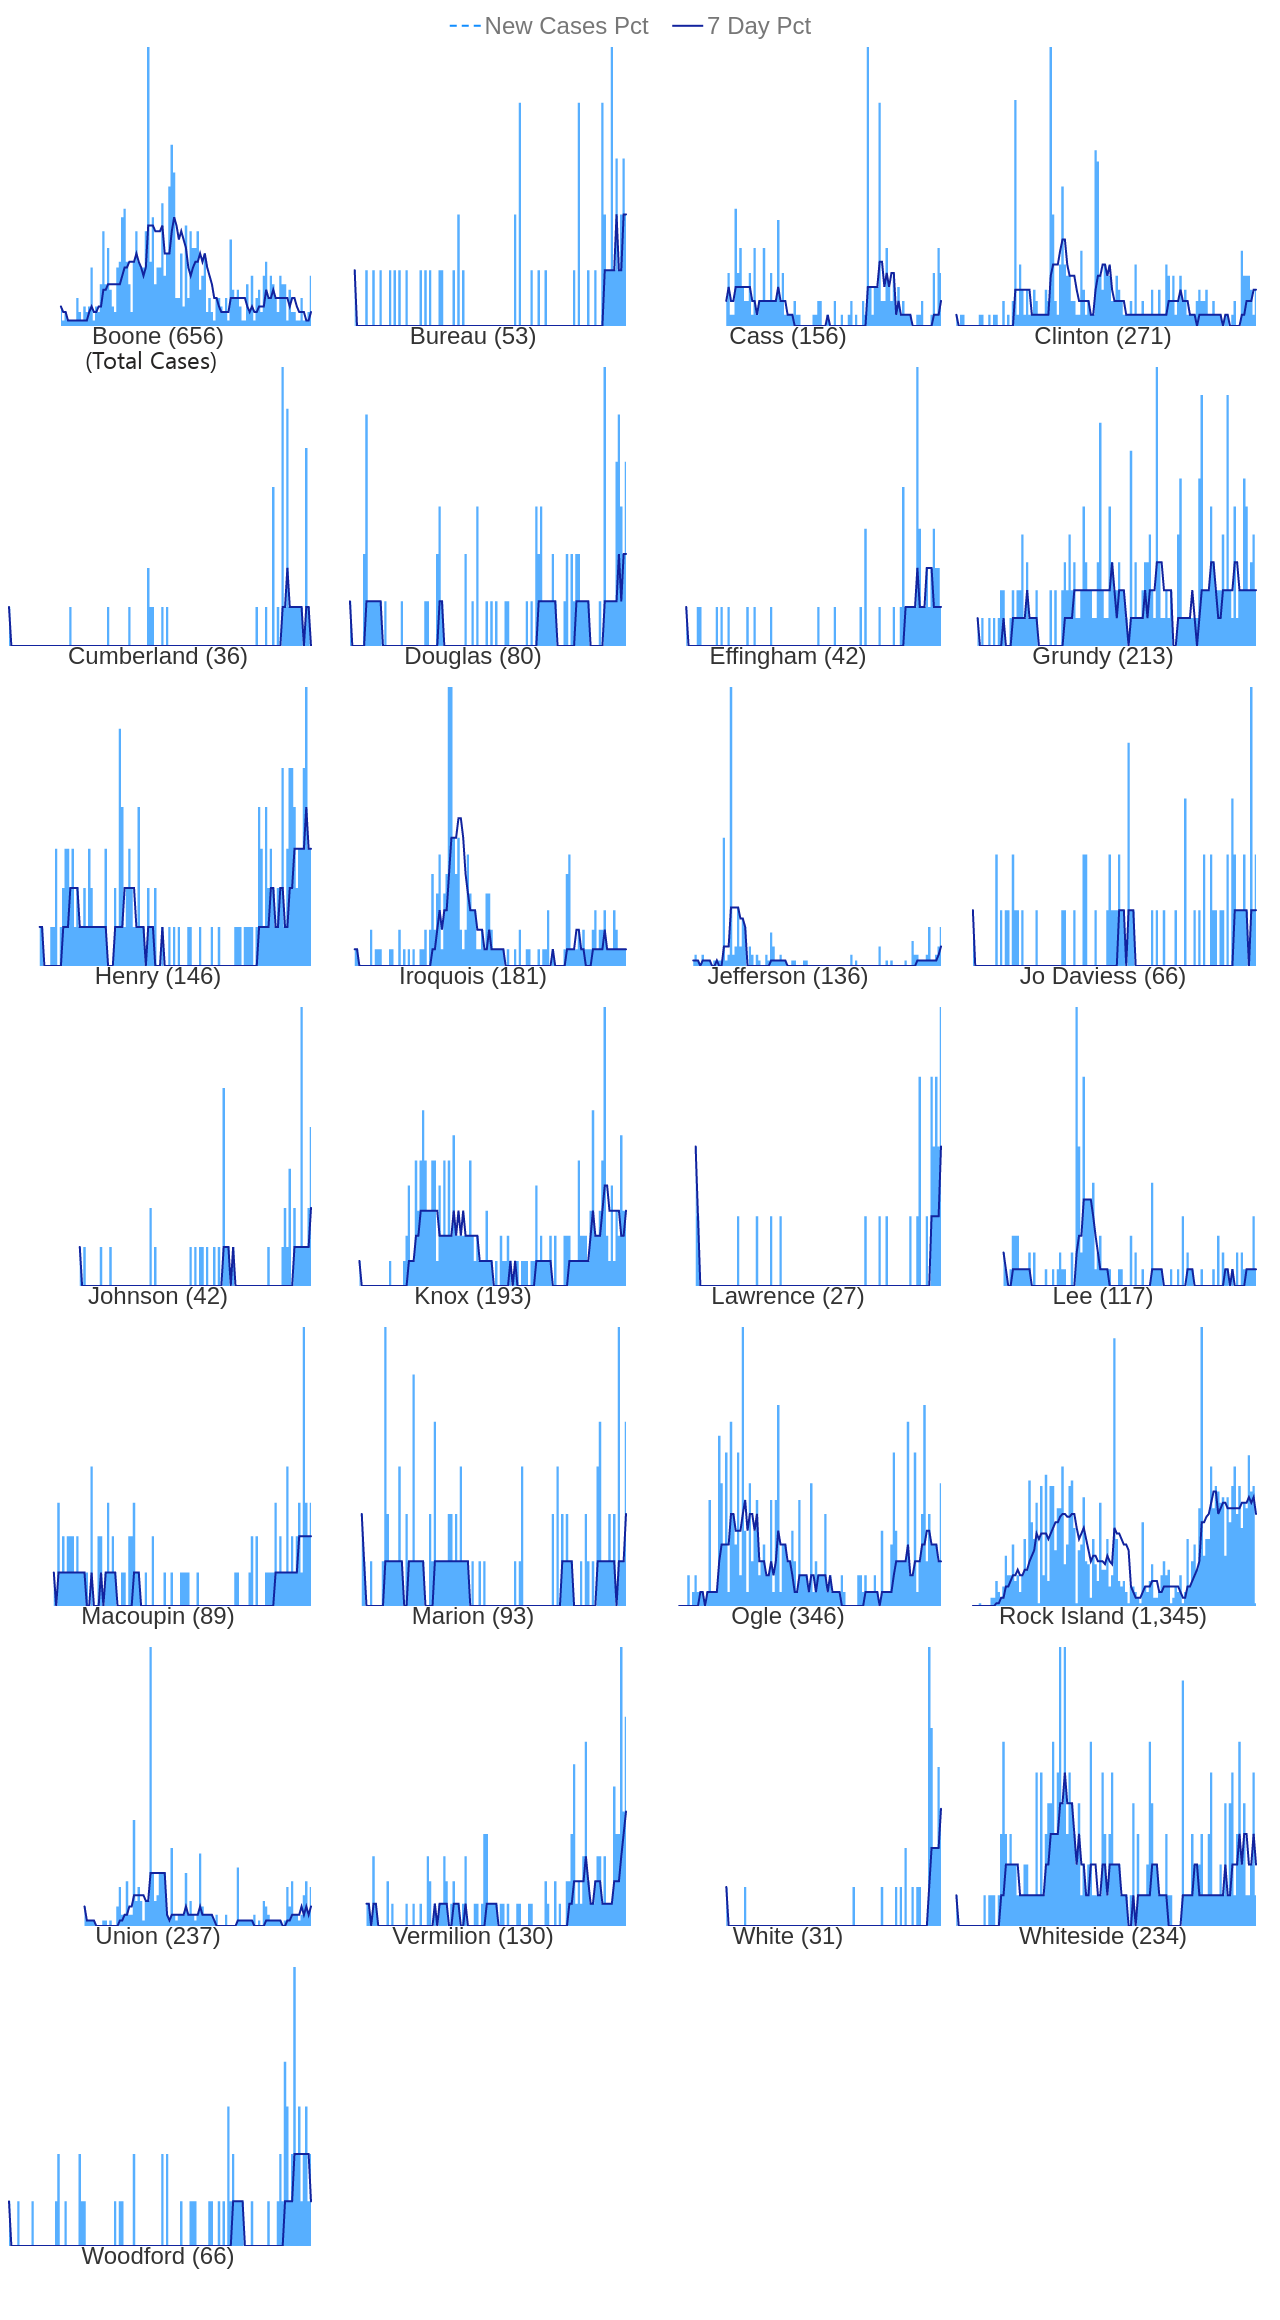 New Cases Pct 7 Day Pct
Boone (656) Bureau (53) Cass (156) Clinton (271)
(Total Cases)
Cumberland (36) Douglas (80) Effingham (42) Grundy (213)
Henry (146) Iroquois (181) Jefferson (136) Jo Daviess (66)
Johnson (42) Knox (193) Lawrence (27) Lee (117)
Macoupin (89) Marion (93) Ogle (346) Rock Island (1,345)
Union (237) Vermilion (130) White (31) Whiteside (234)
Woodford (66)